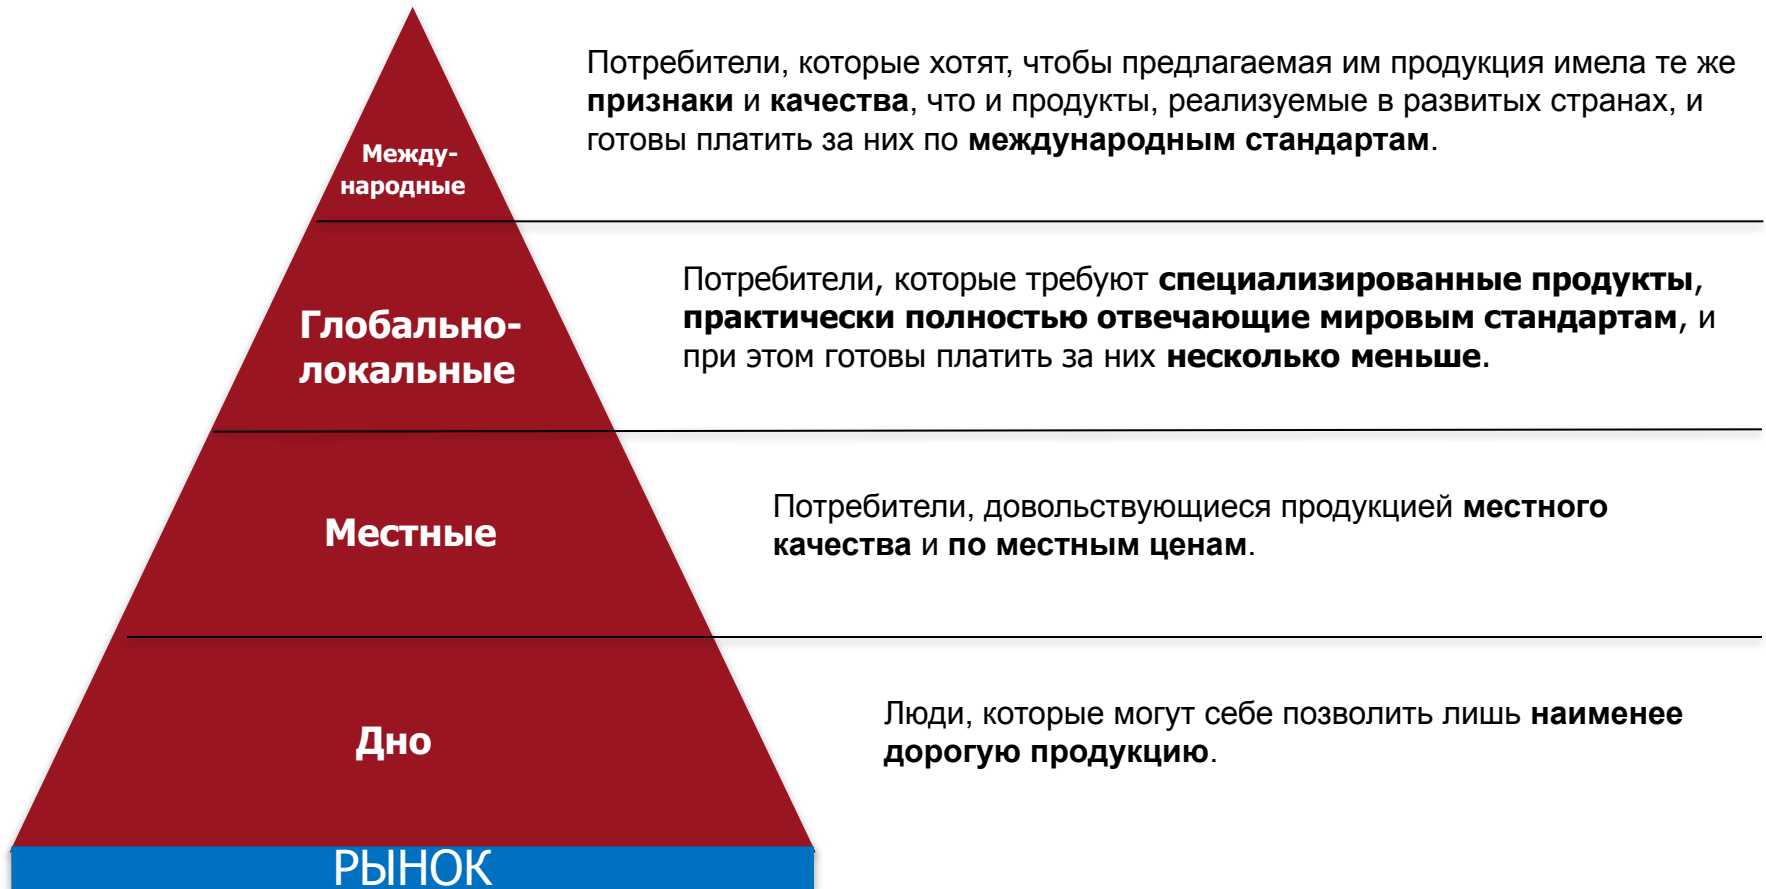 Потребители, которые хотят, чтобы предлагаемая им продукция имела те же
признаки и качества, что и продукты, реализуемые в развитых странах, и
готовы платить за них по международным стандартам.
Между-
народные
Потребители, которые требуют специализированные продукты,
практически полностью отвечающие мировым стандартам, и
при этом готовы платить за них несколько меньше.
Глобально-
локальные
Потребители, довольствующиеся продукцией местного
качества и по местным ценам.
Местные
Люди, которые могут себе позволить лишь наименее
дорогую продукцию.
Дно
РЫНОК